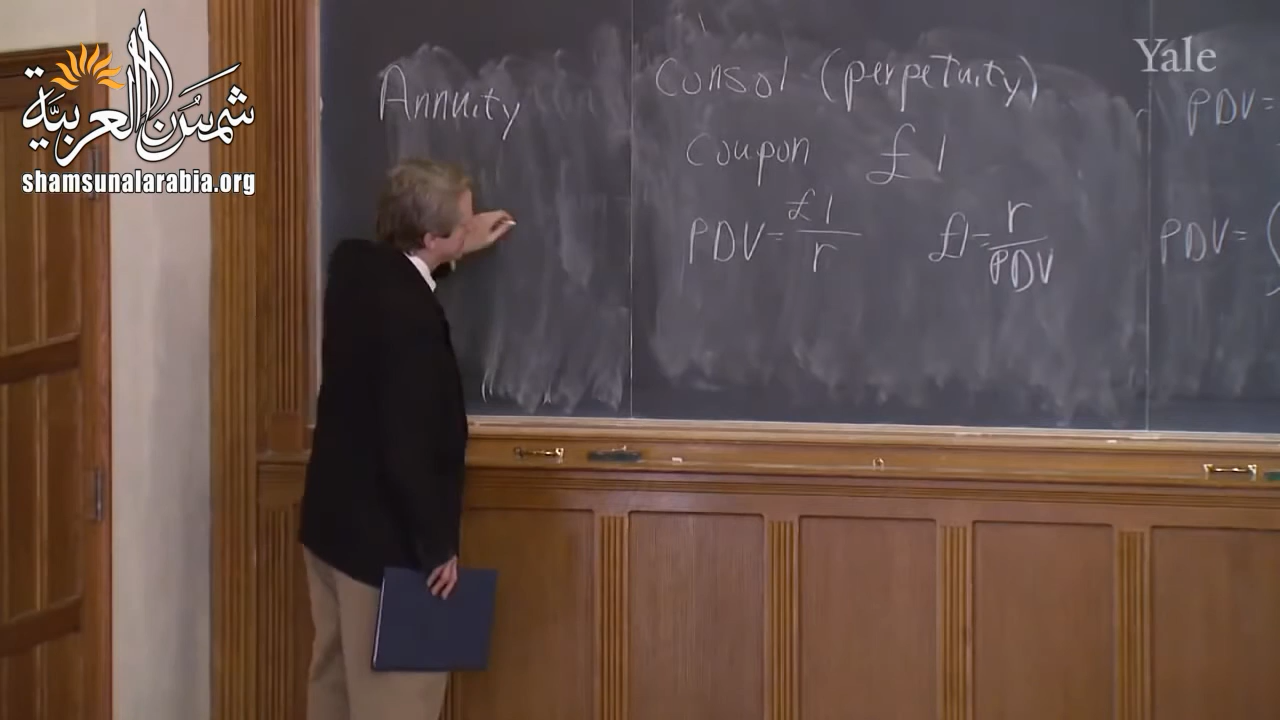 شمس العربية
shamsunalarabia.org
Yale
Annuity
Consol (perpetuity)
Coupon £1
PDV = £1/r £1 = r/PDV
PDV =
PDV = (